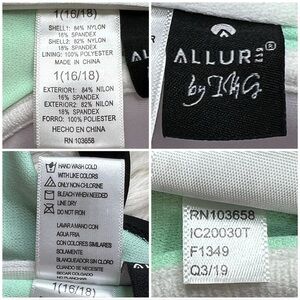 1(16/18)
SHELL1: 84% NYLON
16% SPANDEX
SHELL2: 82% NYLON
18% SPANDEX
LINING: 100% POLYESTER
MADE IN CHINA
1(16/18)
EXTERIOR1: 84% NILON
16% SPANDEX
EXTERIOR2: 82% NILON
18% SPANDEX
FORRO: 100% POLIESTER
HECHO EN CHINA
RN 103658
ALLUR
by
HAND WASH COLD
WITH LIKE COLORS
ONLY NON-CHLORINE
BLEACH WHEN NEEDED
LINE DRY
DO NOT IRON
LAVAR A MANO CON
AGUA FRIA
CON COLORES SIMILARES
SOLAMENTE
BLANQUEADOR SIN CLORO
CUANDO SE NECESITE
1(16/18)
RN103658
IC20030T
F1349
Q3/19